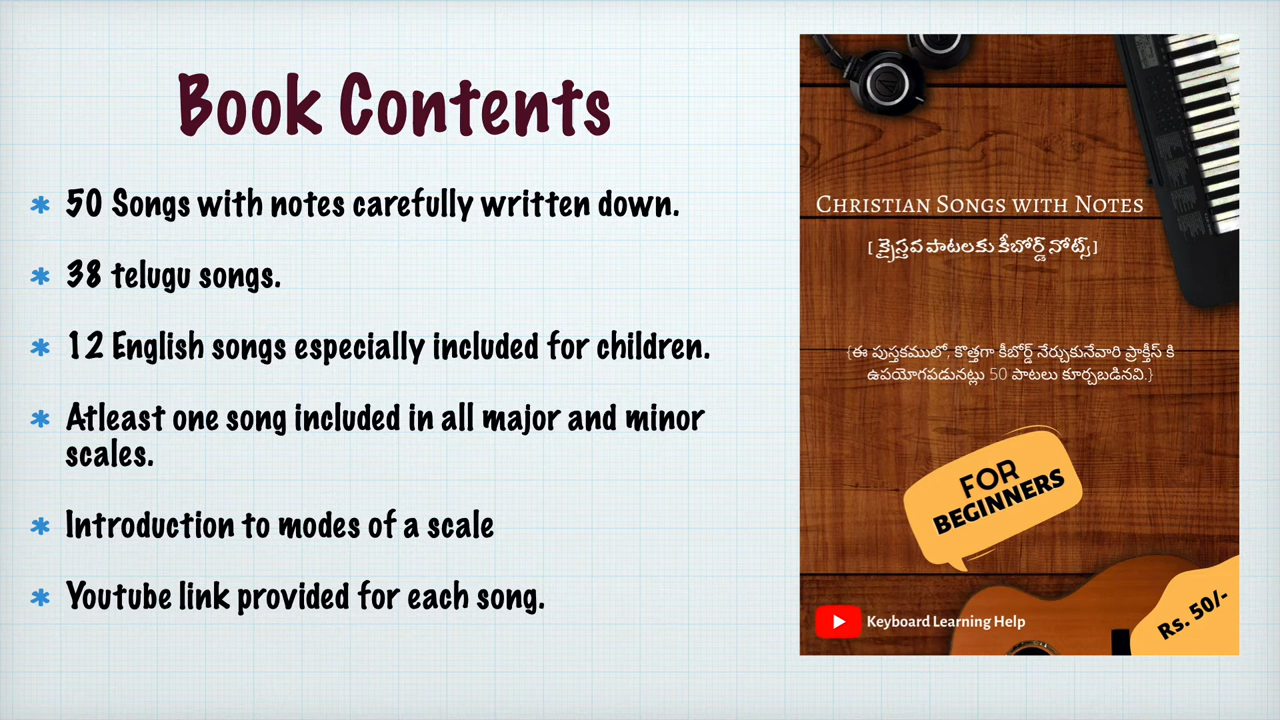 Book Contents
50 Songs with notes carefully written down.
38 telugu songs.
12 English songs especially included for children.
Atleast one song included in all major and minor
scales.
Introduction to modes of a scale
Youtube link provided for each song.
Christian Songs with Notes
[ క్రైస్తవ పాటలకు కీబోర్డ్ నోట్స్ ]
{ఈ పుస్తకములో, కొత్తగా కీబోర్డ్ నేర్చుకునేవారి ప్రాక్టీస్ కి
ఉపయోగపడునట్లు 50 పాటలు కూర్చబడినవి.}
FOR
BEGINNERS
Keyboard Learning Help
Rs. 50/-